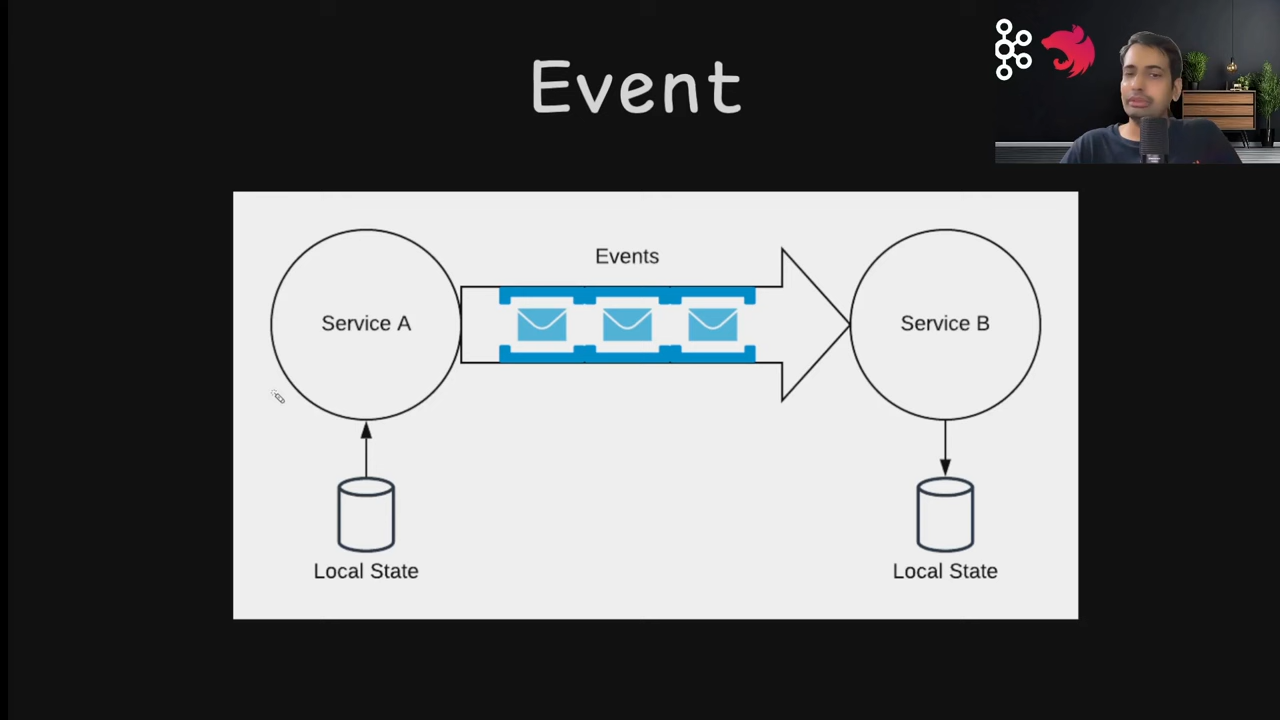 Event
Events
Service A
Service B
Local State
Local State